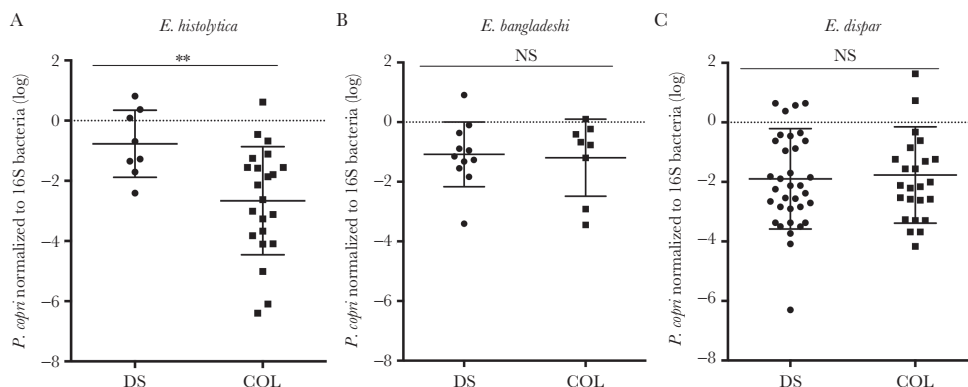 A
E. histolytica
**
P. copri normalized to 16S bacteria (log)
2
0
−2
−4
−6
−8
DS COL
B
E. bangladeshi
NS
P. copri normalized to 16S bacteria (log)
2
0
−2
−4
−6
−8
DS COL
C
E. dispar
NS
P. copri normalized to 16S bacteria (log)
2
0
−2
−4
−6
−8
DS COL